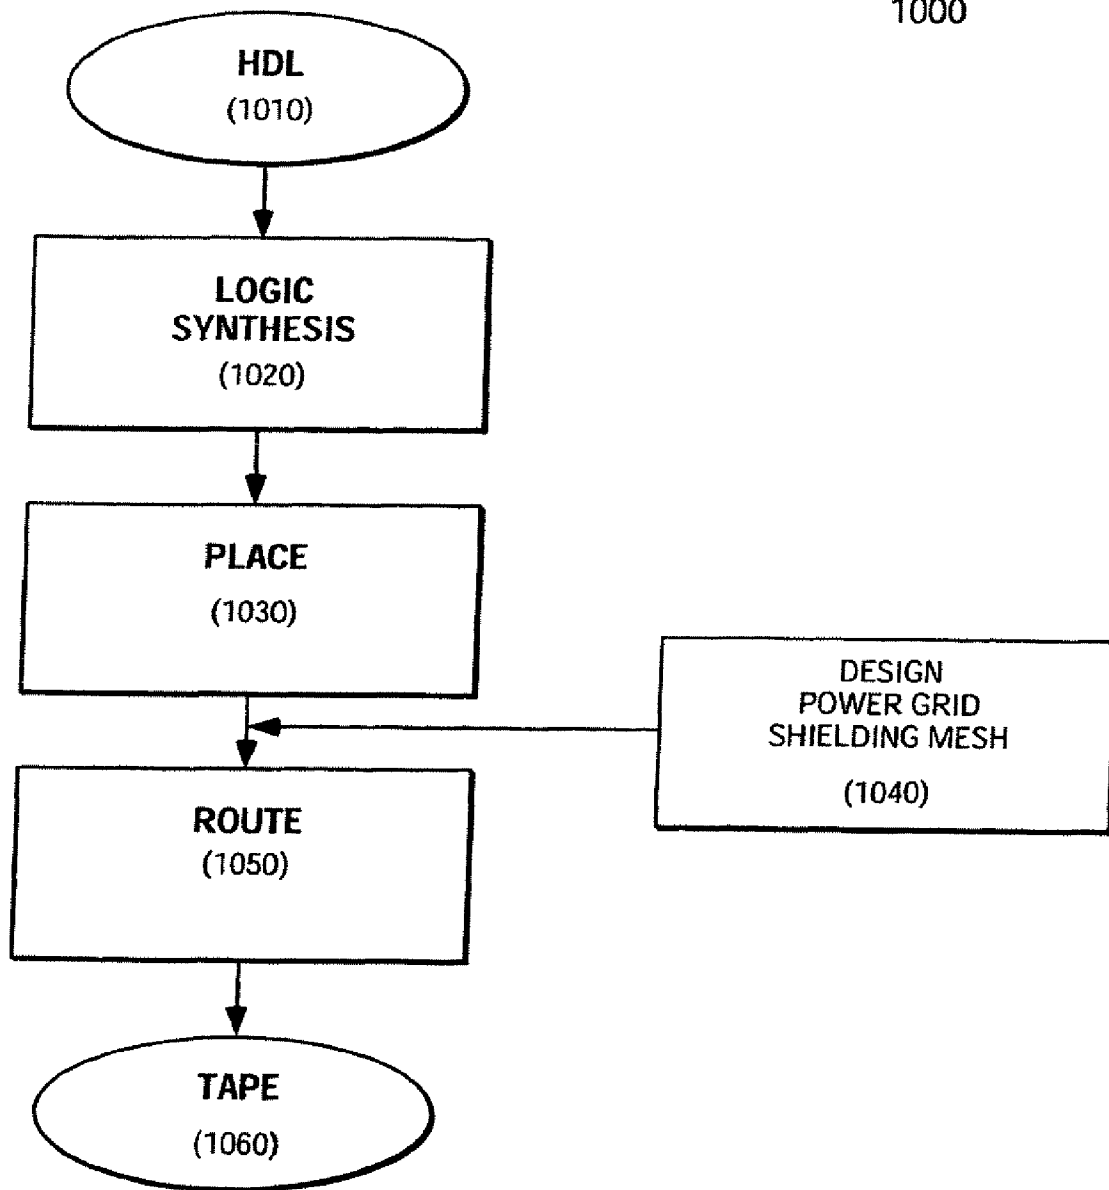 1000
HDL
(1010)
LOGIC
SYNTHESIS
(1020)
PLACE
(1030)
DESIGN
POWER GRID
SHIELDING MESH
(1040)
ROUTE
(1050)
TAPE
(1060)